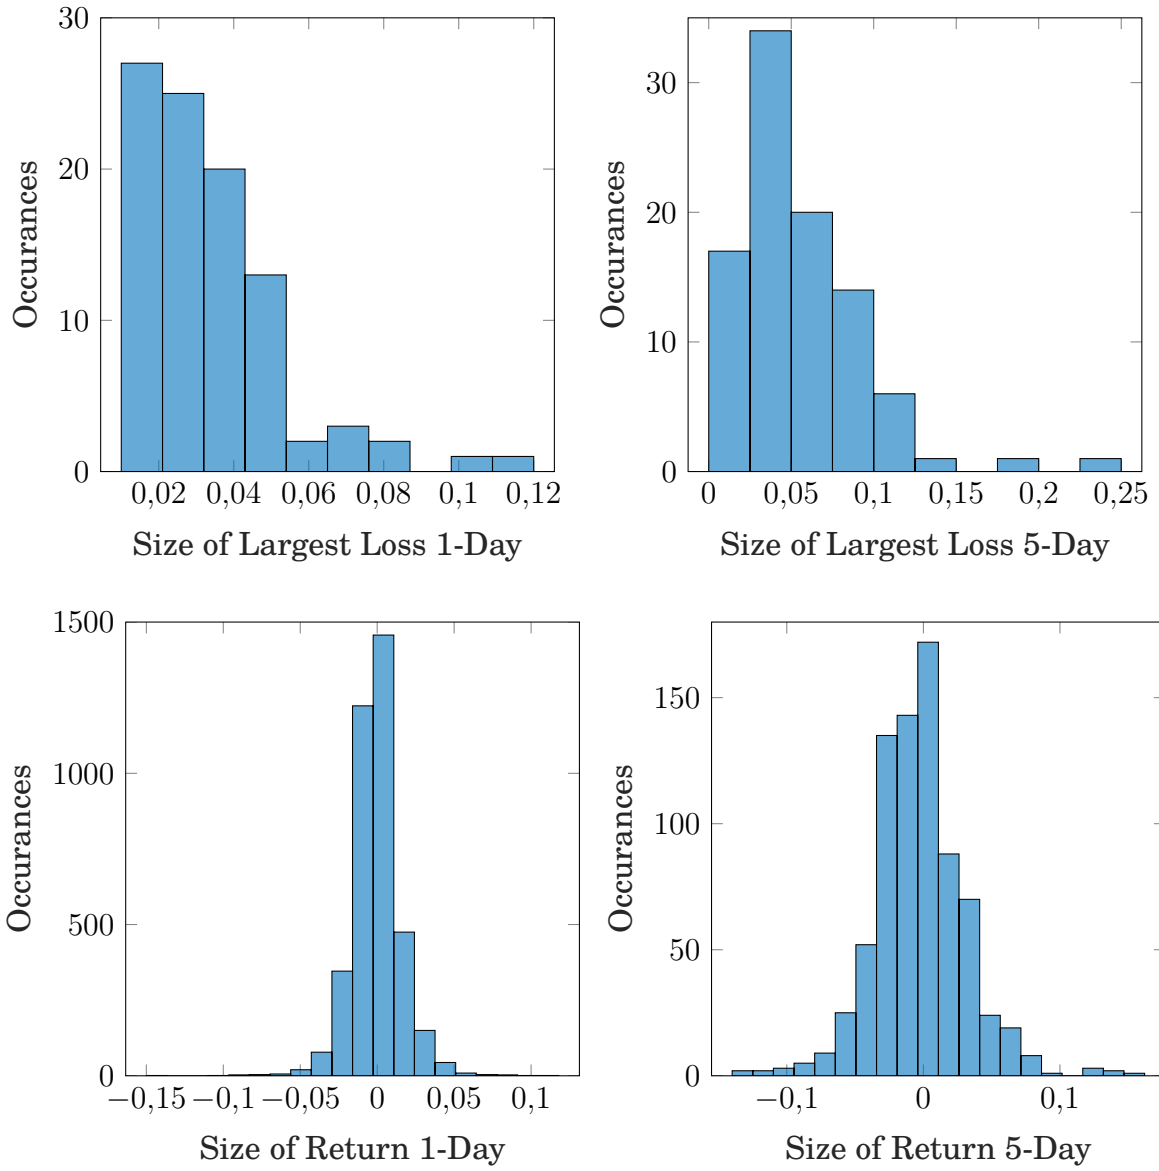 30
20
10
0
Occurances
0,02 0,04 0,06 0,08 0,1 0,12
Size of Largest Loss 1-Day
30
20
10
0
Occurances
0 0,05 0,1 0,15 0,2 0,25
Size of Largest Loss 5-Day
1500
1000
500
0
Occurances
−0,15 −0,1 −0,05 0 0,05 0,1
Size of Return 1-Day
150
100
50
0
Occurances
−0,1 0 0,1
Size of Return 5-Day